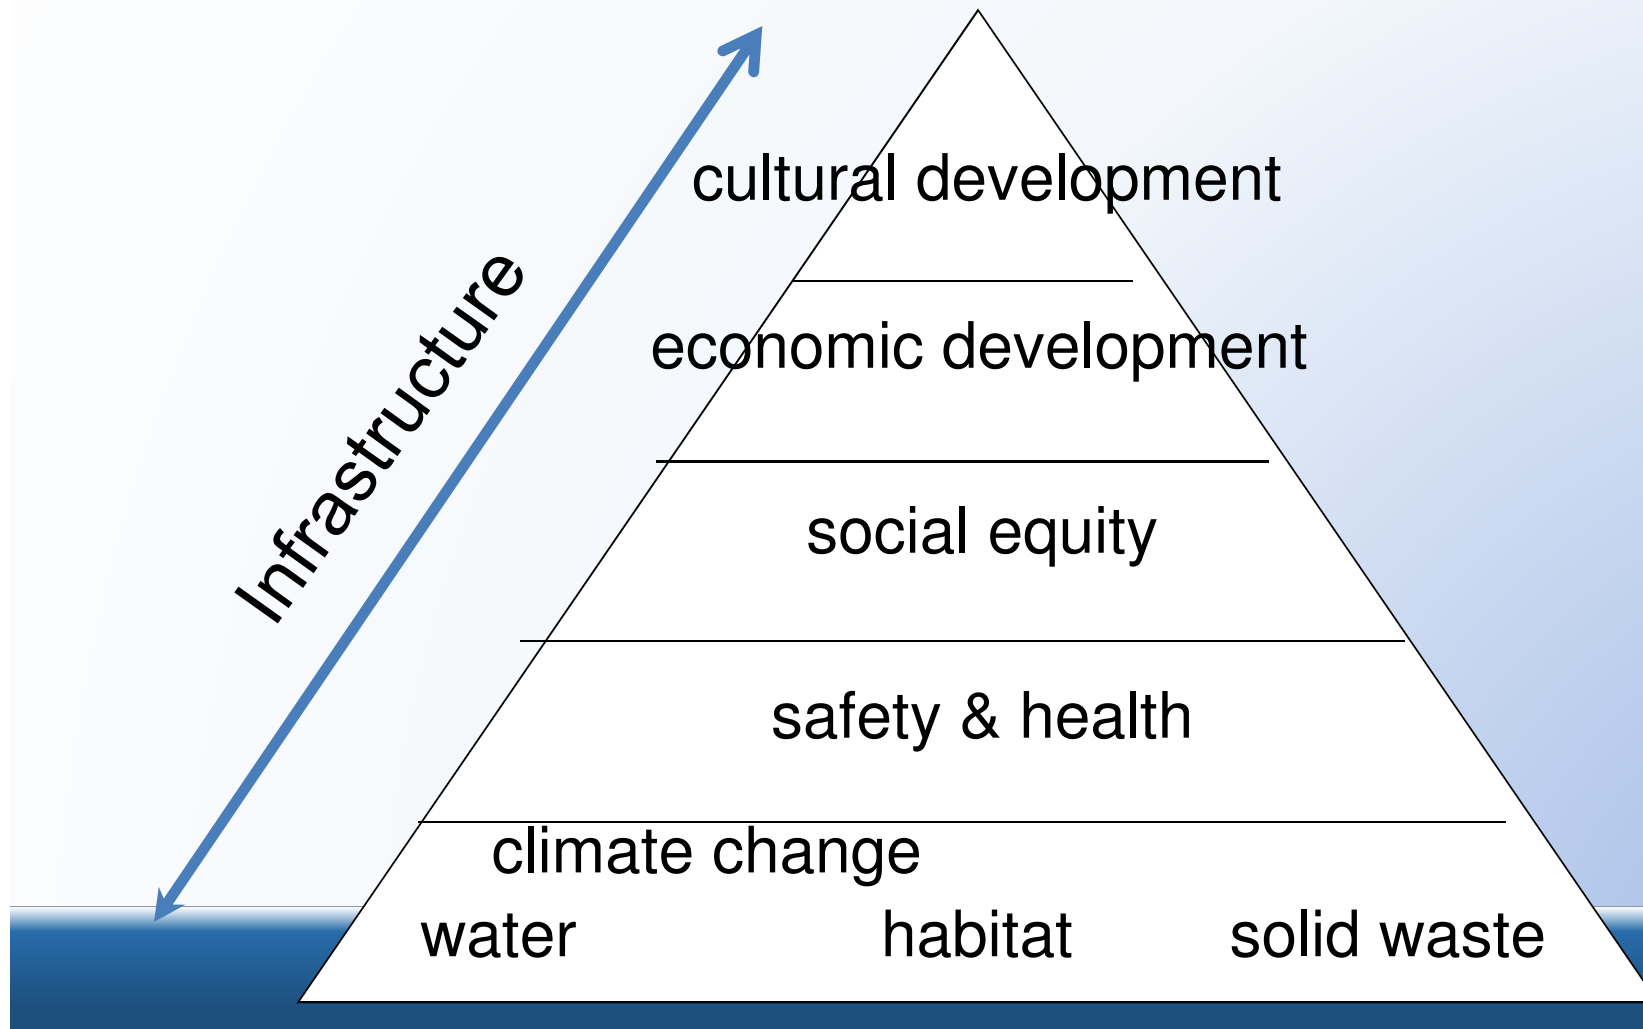 cultural development
economic development
Infrastructure
social equity
safety & health
climate change
water habitat solid waste